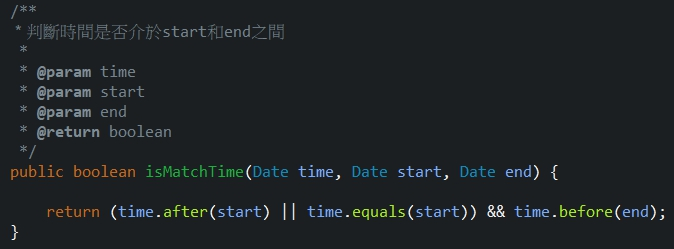 /**
 * 判斷時間是否介於start和end之間
 *
 * @param time
 * @param start
 * @param end
 * @return boolean
 */
public boolean isMatchTime(Date time, Date start, Date end) {
    return (time.after(start) || time.equals(start)) && time.before(end);
}